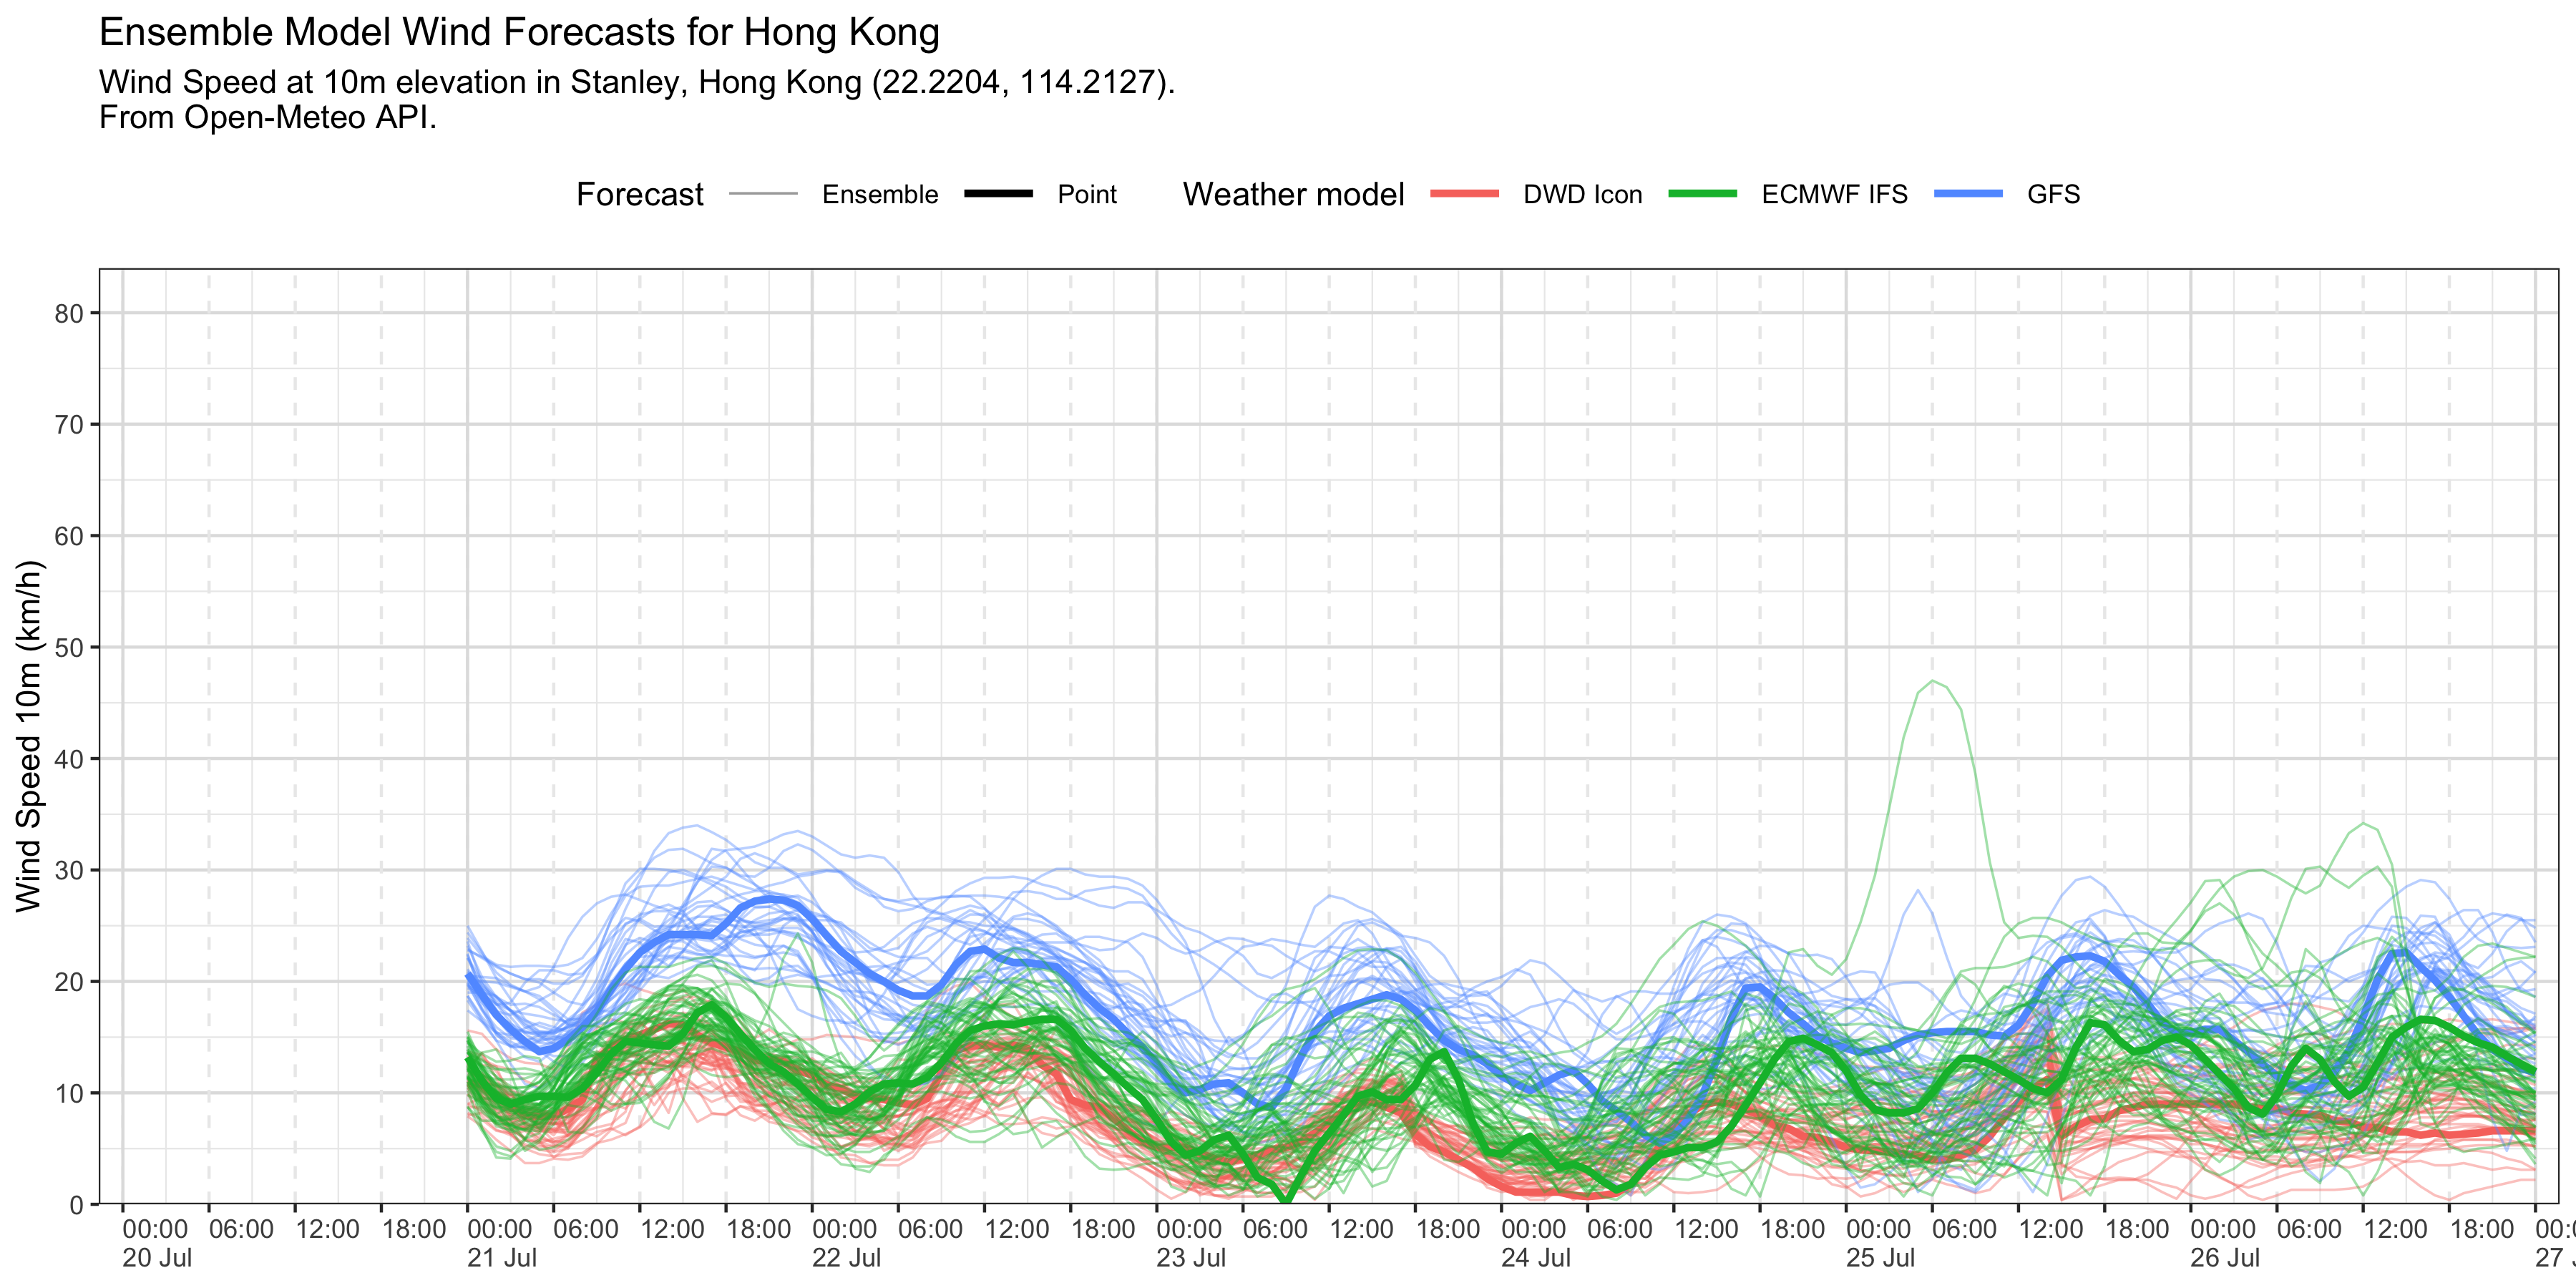 Ensemble Model Wind Forecasts for Hong Kong
Wind Speed at 10m elevation in Stanley, Hong Kong (22.2204, 114.2127).
From Open-Meteo API.
Forecast Ensemble Point Weather model DWD Icon ECMWF IFS GFS
Wind Speed 10m (km/h)
80
70
60
50
40
30
20
10
0
00:00 06:00 12:00 18:00 00:00 06:00 12:00 18:00 00:00 06:00 12:00 18:00 00:00 06:00 12:00 18:00 00:00 06:00 12:00 18:00 00:00 06:00 12:00 18:00 00:00 06:00 12:00 18:00
20 Jul 21 Jul 22 Jul 23 Jul 24 Jul 25 Jul 26 Jul 27